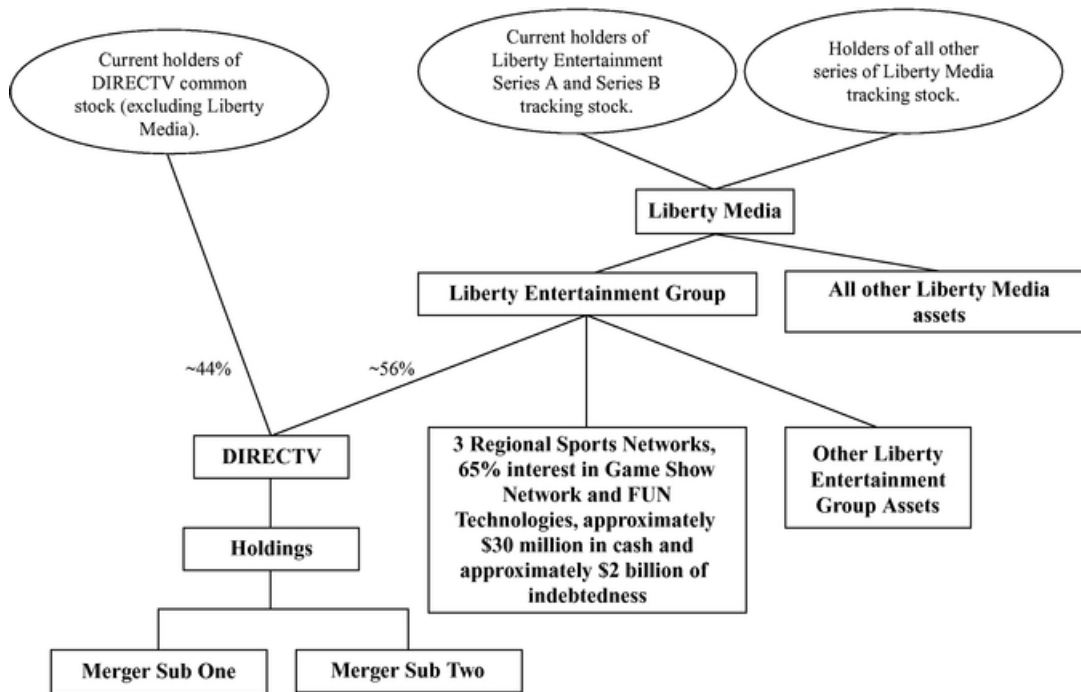 Current holders of
DIRECTV common
stock (excluding Liberty
Media).
Current holders of
Liberty Entertainment
Series A and Series B
tracking stock.
Holders of all other
series of Liberty Media
tracking stock.
Liberty Media
Liberty Entertainment Group
All other Liberty Media
assets
~44%
~56%
DIRECTV
3 Regional Sports Networks,
65% interest in Game Show
Network and FUN
Technologies, approximately
$30 million in cash and
approximately $2 billion of
indebtedness
Other Liberty
Entertainment
Group Assets
Holdings
Merger Sub One
Merger Sub Two